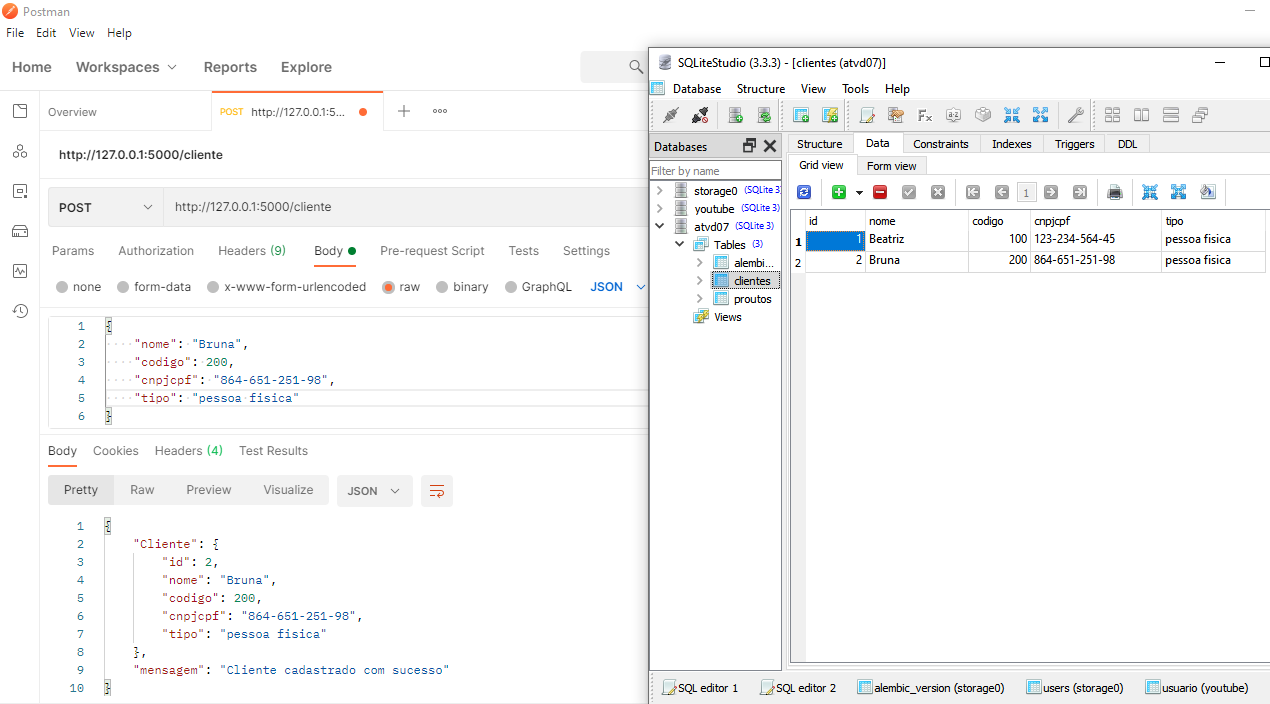 Postman
File Edit View Help
Home Workspaces Reports Explore
Overview POST http://127.0.0.1:5...
http://127.0.0.1:5000/cliente
POST http://127.0.0.1:5000/cliente
Params Authorization Headers (9) Body Pre-request Script Tests Settings
none form-data x-www-form-urlencoded raw binary GraphQL JSON
1 {
2 "nome": "Bruna",
3 "codigo": 200,
4 "cnpjcpf": "864-651-251-98",
5 "tipo": "pessoa fisica"
6 }
Body Cookies Headers (4) Test Results
Pretty Raw Preview Visualize JSON
1 {
2 "Cliente": {
3 "id": 2,
4 "nome": "Bruna",
5 "codigo": 200,
6 "cnpjcpf": "864-651-251-98",
7 "tipo": "pessoa fisica"
8 },
9 "mensagem": "Cliente cadastrado com sucesso"
10 }
SQLiteStudio (3.3.3) - [clientes (atvd07)]
Database Structure View Tools Help
Databases
Filter by name
storage0 (SQLite 3)
youtube (SQLite 3)
atvd07 (SQLite 3)
Tables (3)
alembi...
clientes
proutos
Views
Structure Data Constraints Indexes Triggers DDL
Grid view Form view
1
id nome codigo cnpjcpf tipo
1 1 Beatriz 100 123-234-564-45 pessoa fisica
2 2 Bruna 200 864-651-251-98 pessoa fisica
SQL editor 1 SQL editor 2 alembic_version (storage0) users (storage0) usuario (youtube)